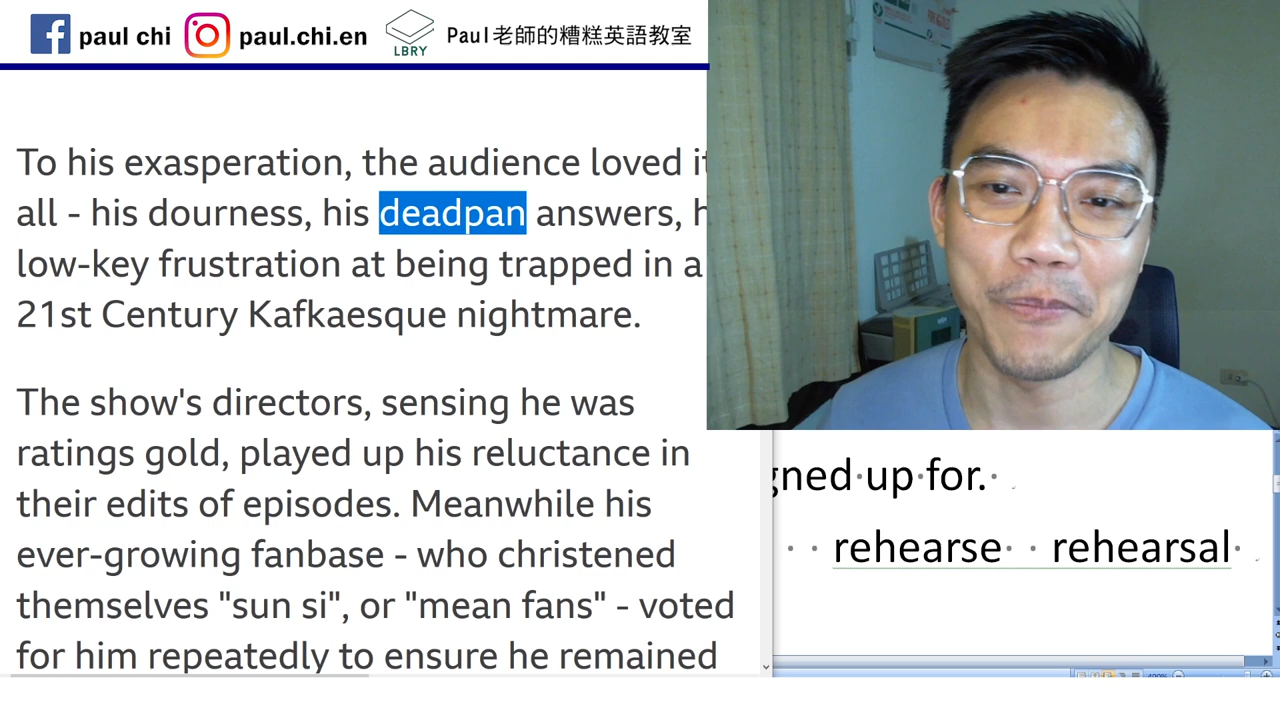 paul chi paul.chi.en LBRY Paul老師的糟糕英語教室
To his exasperation, the audience loved it
all - his dourness, his deadpan answers, h
low-key frustration at being trapped in a
21st Century Kafkaesque nightmare.
The show's directors, sensing he was
ratings gold, played up his reluctance in
their edits of episodes. Meanwhile his
ever-growing fanbase - who christened
themselves "sun si", or "mean fans" - voted
for him repeatedly to ensure he remained
gned up for.
rehearse rehearsal